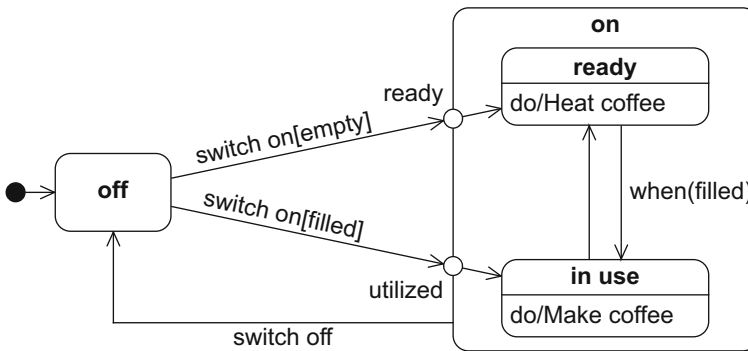 on
ready
do/Heat coffee
ready
switch on[empty]
off
switch on[filled]
when(filled)
utilized
in use
do/Make coffee
switch off